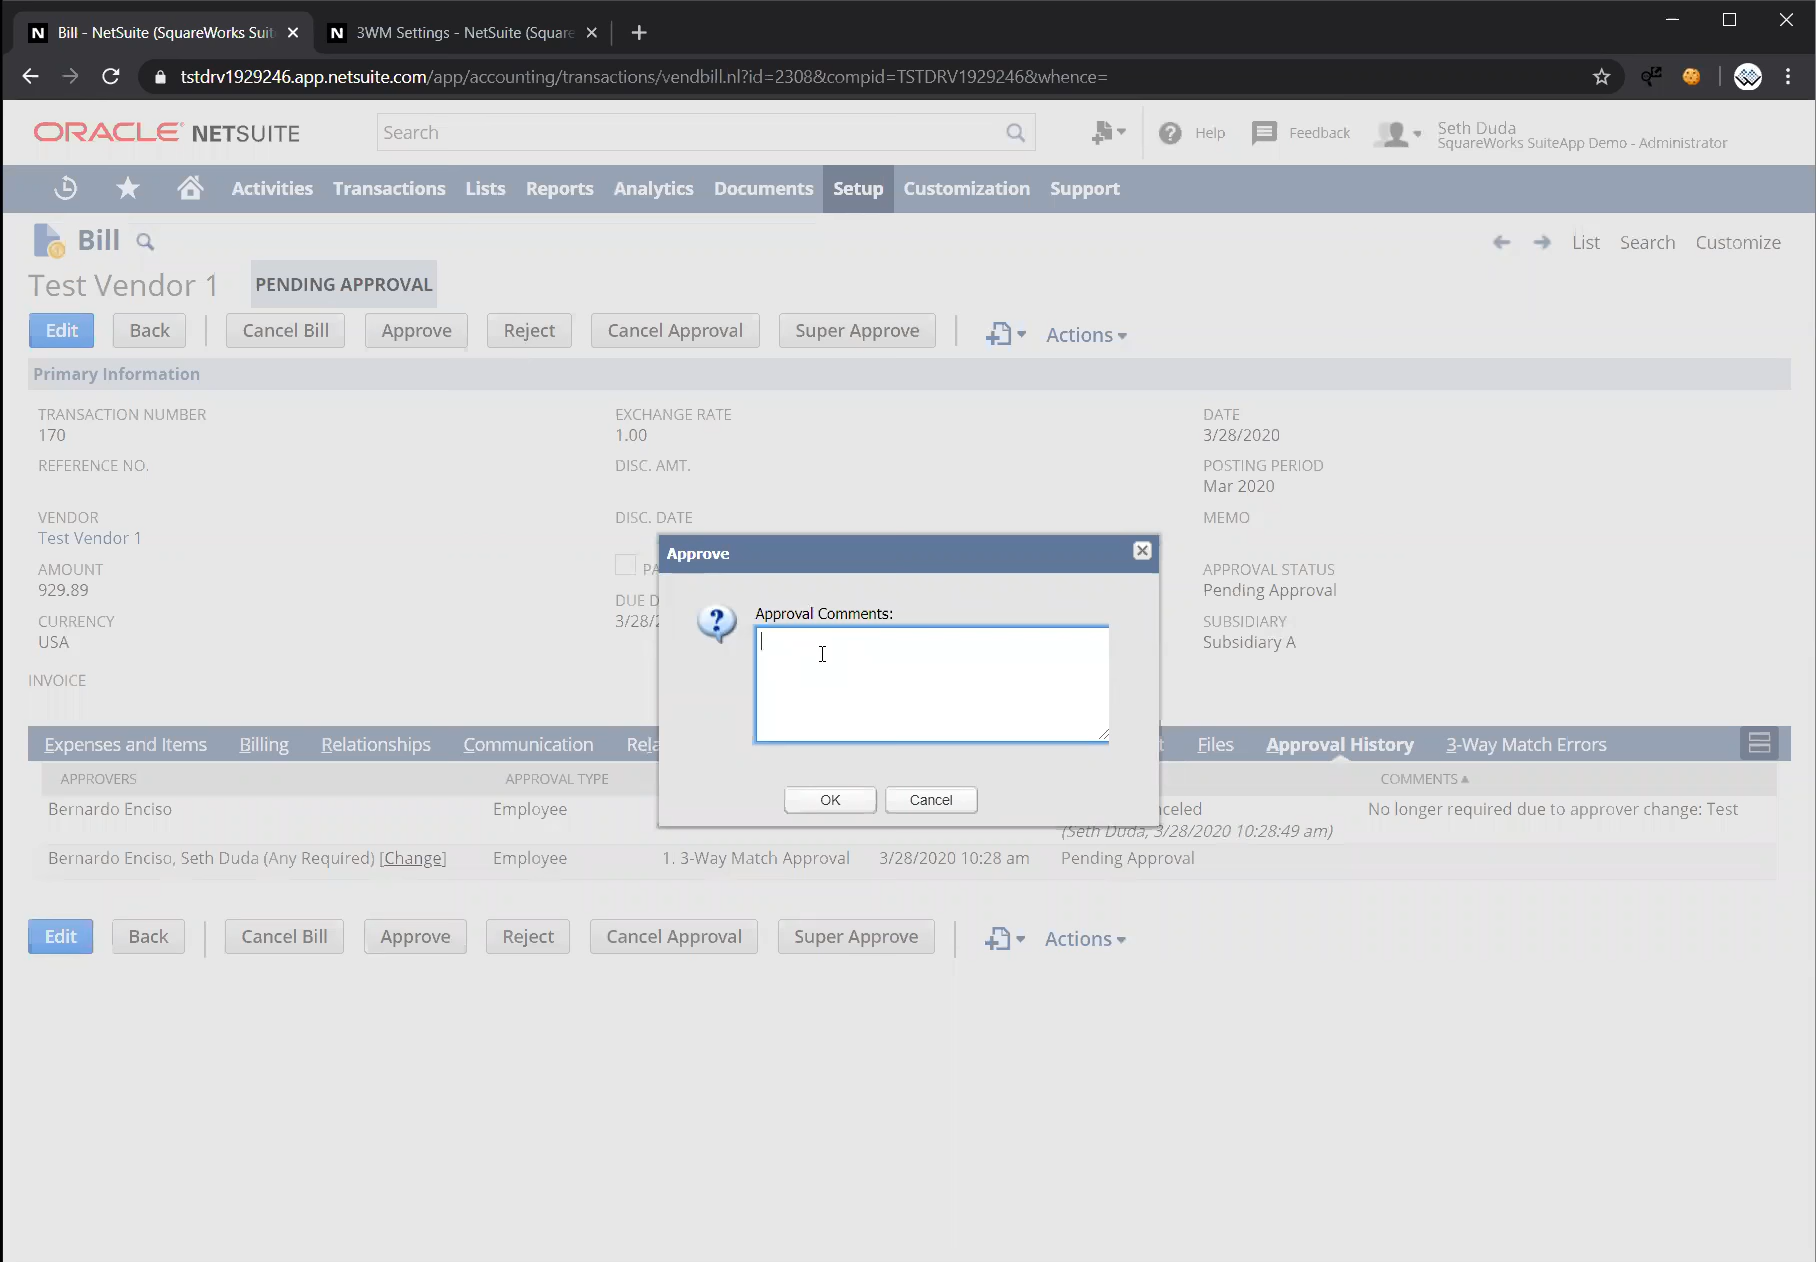 Bill - NetSuite (SquareWorks Suit
3WM Settings - NetSuite (Square
tstdrv1929246.app.netsuite.com/app/accounting/transactions/vendbill.nl?id=2308&compid=TSTDRV1929246&whence=
ORACLE NETSUITE
Search
Help
Feedback
Seth Duda
SquareWorks SuiteApp Demo - Administrator
Activities Transactions Lists Reports Analytics Documents Setup Customization Support
Bill
List Search Customize
Test Vendor 1 PENDING APPROVAL
Edit Back Cancel Bill Approve Reject Cancel Approval Super Approve Actions
Primary Information
TRANSACTION NUMBER EXCHANGE RATE DATE
170 1.00 3/28/2020
REFERENCE NO. DISC. AMT. POSTING PERIOD
Mar 2020
VENDOR DISC. DATE MEMO
Test Vendor 1
Approve
AMOUNT PA APPROVAL STATUS
929.89 Pending Approval
DUE D
Approval Comments:
CURRENCY 3/28/2 SUBSIDIARY
USA Subsidiary A
INVOICE
Expenses and Items Billing Relationships Communication Rela t Files Approval History 3-Way Match Errors
APPROVERS APPROVAL TYPE COMMENTS
OK Cancel
Bernardo Enciso Employee celed No longer required due to approver change: Test
(Seth Duda, 3/28/2020 10:28:49 am)
Bernardo Enciso, Seth Duda (Any Required) [Change] Employee 1. 3-Way Match Approval 3/28/2020 10:28 am Pending Approval
Edit Back Cancel Bill Approve Reject Cancel Approval Super Approve Actions